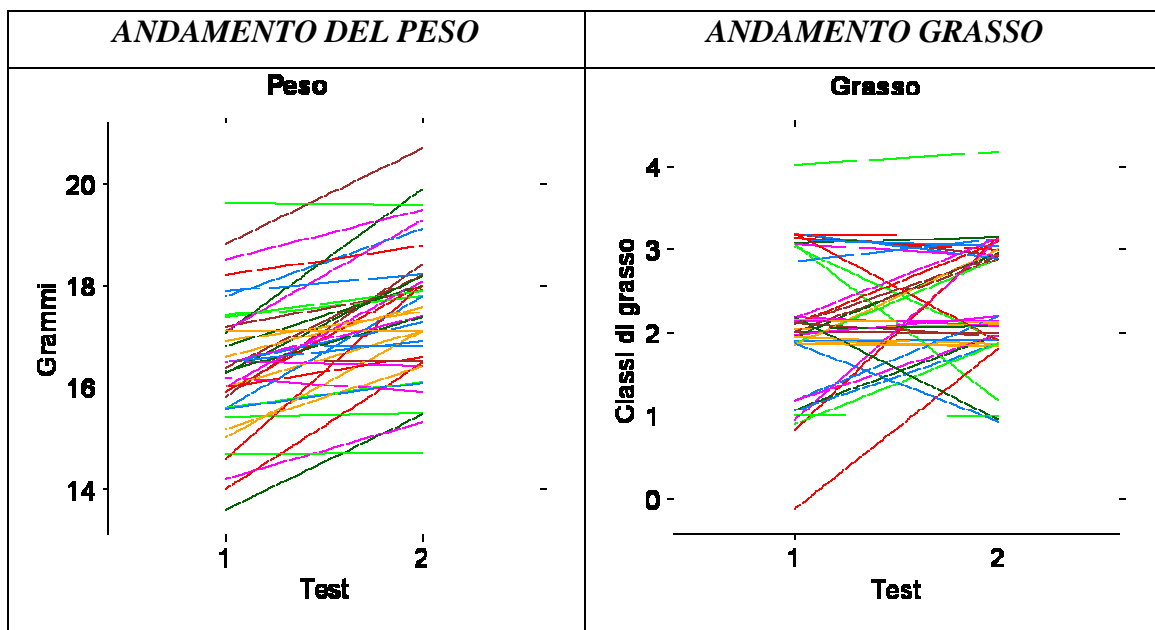 ANDAMENTO DEL PESO
ANDAMENTO GRASSO
Peso
Grammi
20
18
16
14
1 2
Test
Grasso
Classi di grasso
4
3
2
1
0
1 2
Test